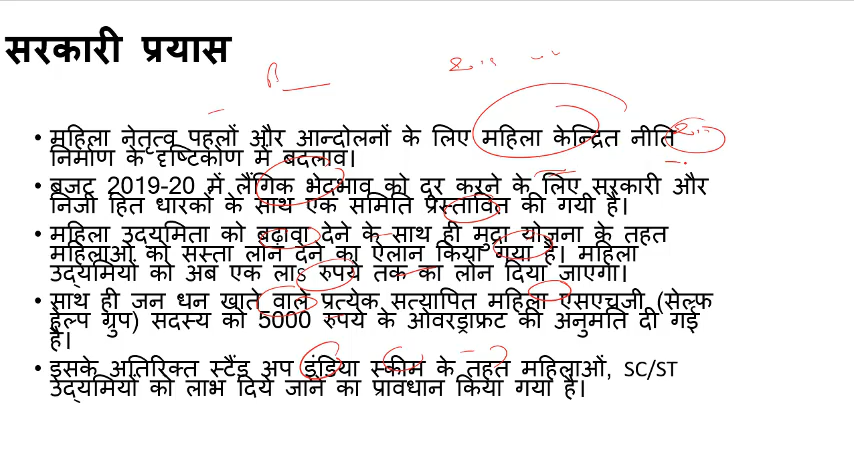 सरकारी प्रयास
• महिला नेतृत्व पहलों और आन्दोलनों के लिए महिला केन्द्रित नीति
निर्माण के दृष्टिकोण में बदलाव।
• बजट 2019-20 में लैंगिक भेदभाव को दूर करने के लिए सरकारी और
निजी हित धारकों के साथ एक समिति प्रस्तावित की गयी है।
• महिला उदयमिता को बढ़ावा देने के साथ ही मुद्रा योजना के तहत
महिलाओं को सस्ता लोन देने का ऐलान किया गया है। महिला
उद्यमियों को अब एक लाऽ रुपये तक का लोन दिया जाएगा।
• साथ ही जन धन खाते वाले प्रत्येक सत्यापित महिला एसएचजी (सेल्फ
हेल्प ग्रुप) सदस्य को 5000 रुपये के ओवरड्राफ्रट की अनुमति दी गई
है।
• इसके अतिरिक्त स्टैंड अप इंडिया स्कीम के तहत महिलाओं, SC/ST
उद्यमियों को लाभ दिये जाने का प्रावधान किया गया है।